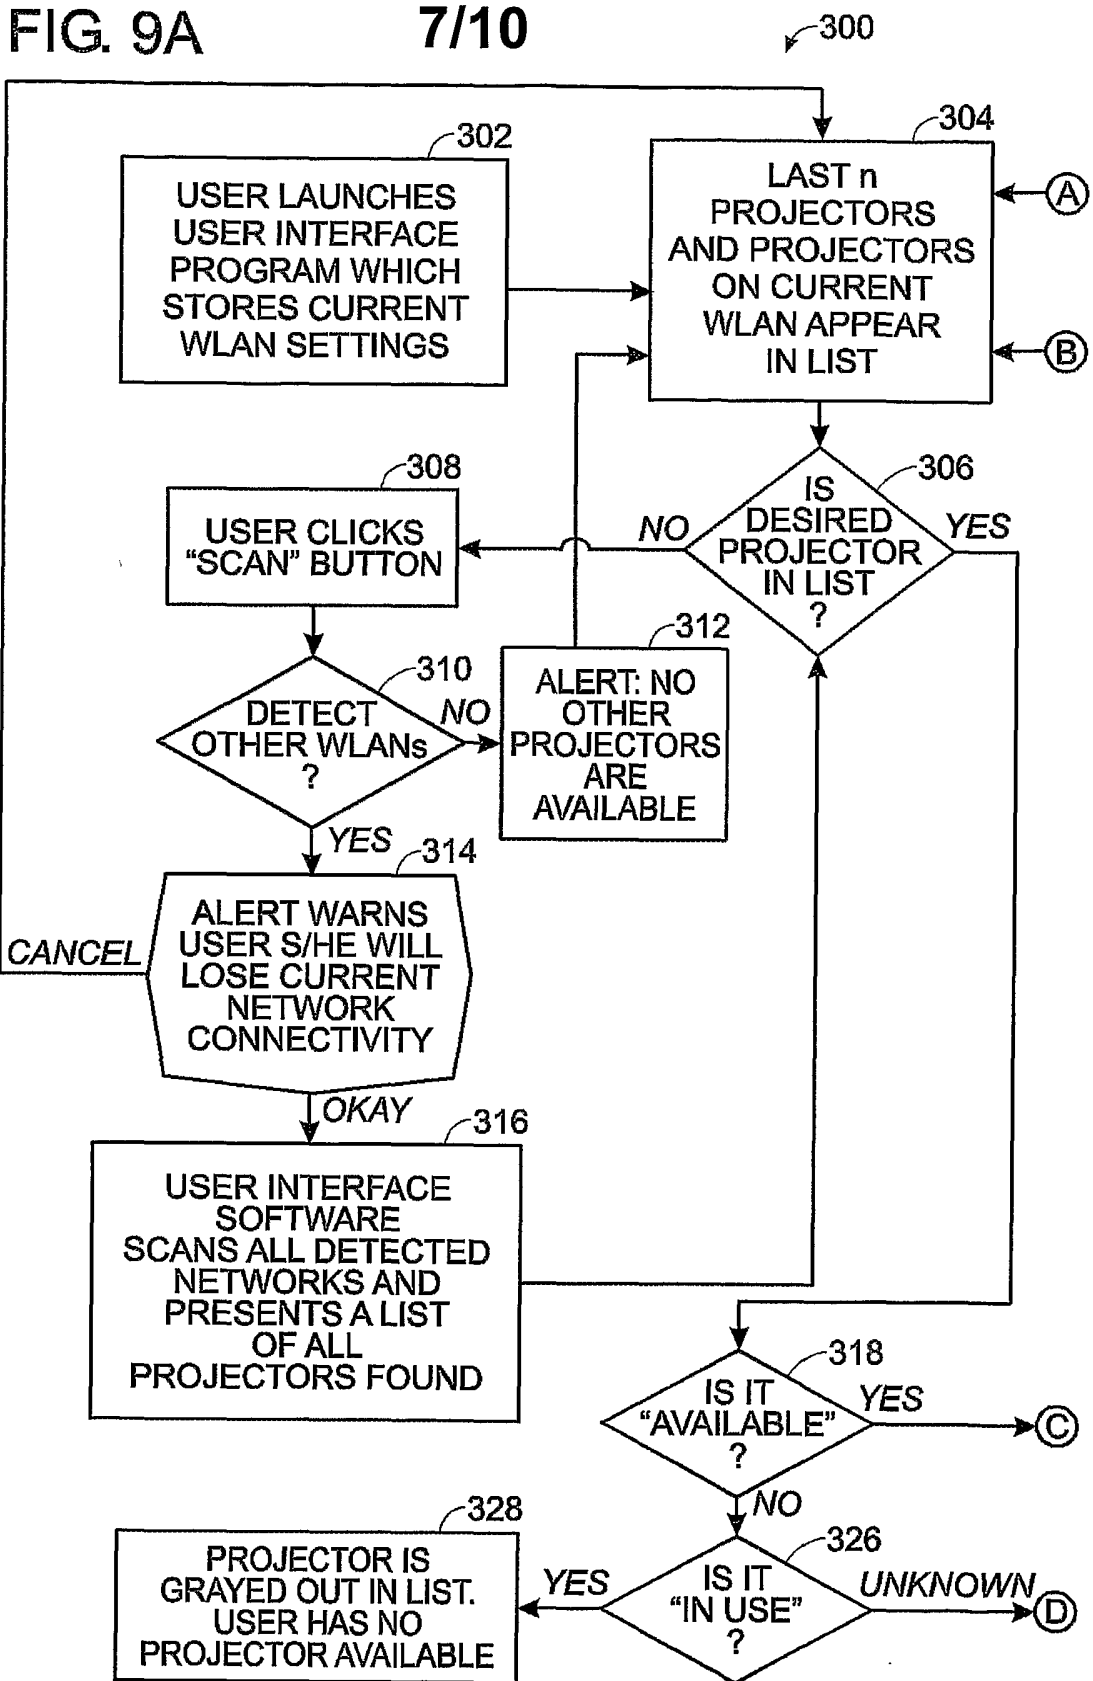 FIG. 9A
7/10
300
302
USER LAUNCHES
USER INTERFACE
PROGRAM WHICH
STORES CURRENT
WLAN SETTINGS
304
LAST n
PROJECTORS
AND PROJECTORS
ON CURRENT
WLAN APPEAR
IN LIST
A
B
306
IS
DESIRED
PROJECTOR
IN LIST
?
NO
YES
308
USER CLICKS
“SCAN” BUTTON
310
DETECT
OTHER WLANs
?
NO
YES
312
ALERT: NO
OTHER
PROJECTORS
ARE
AVAILABLE
314
ALERT WARNS
USER S/HE WILL
LOSE CURRENT
NETWORK
CONNECTIVITY
CANCEL
OKAY
316
USER INTERFACE
SOFTWARE
SCANS ALL DETECTED
NETWORKS AND
PRESENTS A LIST
OF ALL
PROJECTORS FOUND
318
IS IT
“AVAILABLE”
?
YES
C
NO
326
IS IT
“IN USE”
?
UNKNOWN
D
YES
328
PROJECTOR IS
GRAYED OUT IN LIST.
USER HAS NO
PROJECTOR AVAILABLE